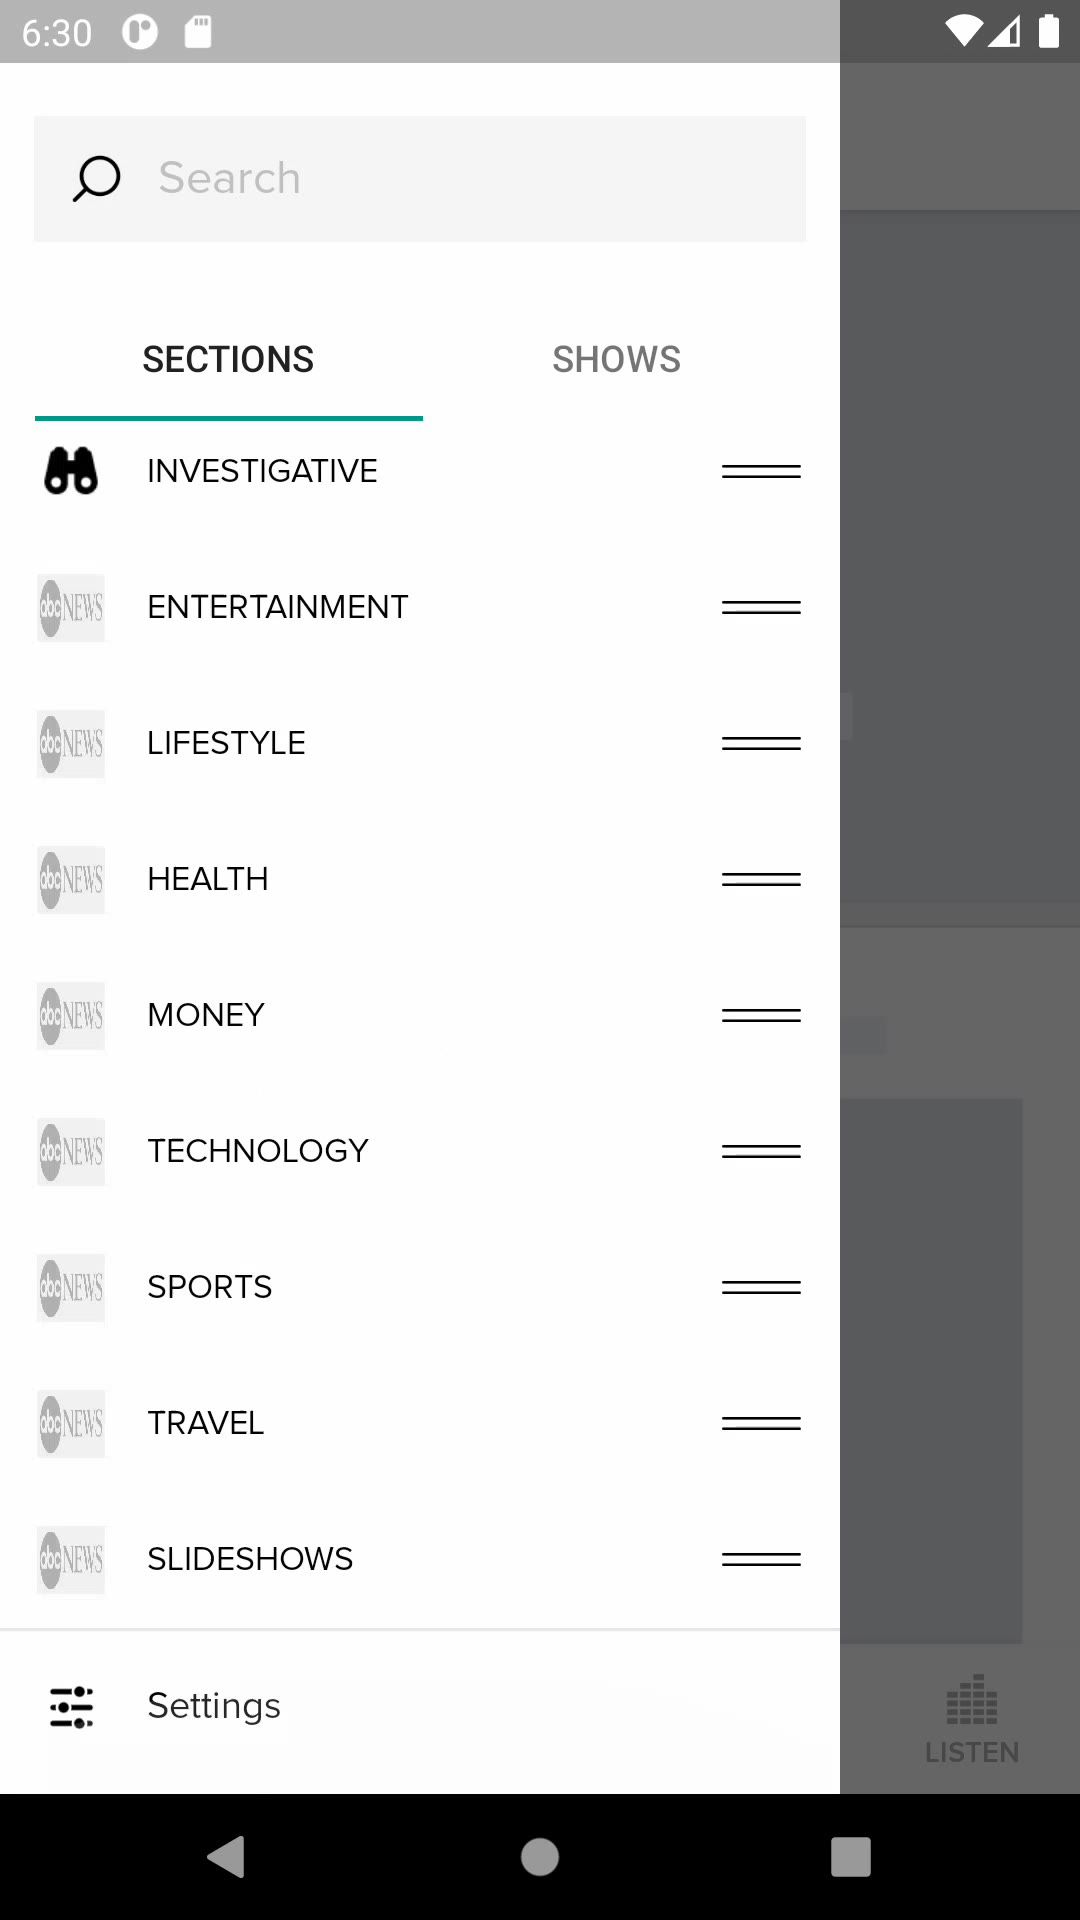 6:30
Search
SECTIONS
SHOWS
INVESTIGATIVE
abc NEWS
ENTERTAINMENT
abc NEWS
LIFESTYLE
abc NEWS
HEALTH
abc NEWS
MONEY
abc NEWS
TECHNOLOGY
abc NEWS
SPORTS
abc NEWS
TRAVEL
abc NEWS
SLIDESHOWS
Settings
LISTEN